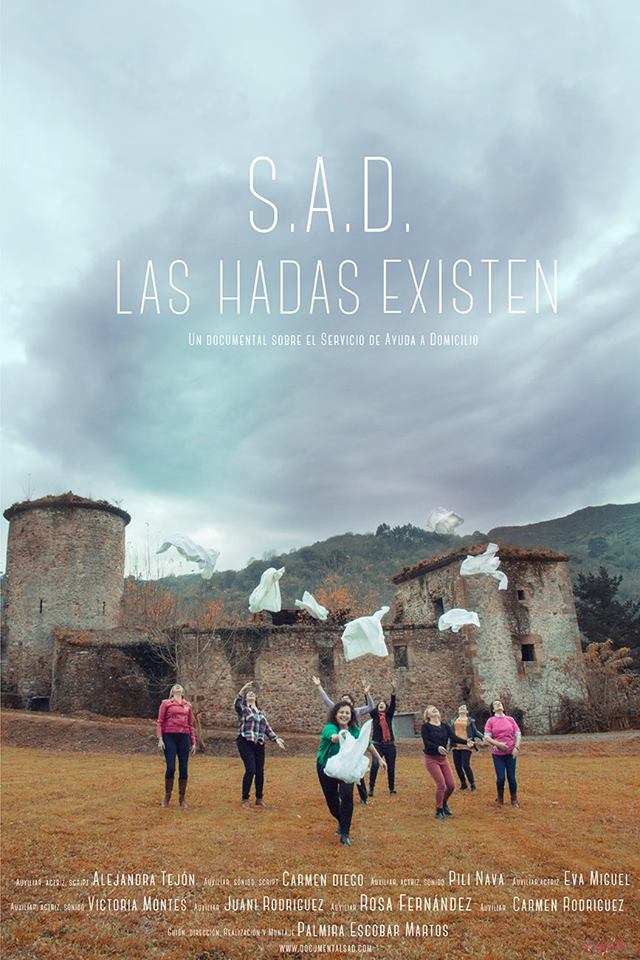 S.A.D.
LAS HADAS EXISTEN
UN DOCUMENTAL SOBRE EL SERVICIO DE AYUDA A DOMICILIO
AUXILIAR, ACTRIZ, SCRIPT ALEJANDRA TEJÓN AUXILIAR, SONIDO, SCRIPT CARMEN DIEGO AUXILIAR, ACTRIZ, SONIDO PILI NAVA AUXILIAR ACTRIZ EVA MIGUEL
AUXILIAR, ACTRIZ, SONIDO VICTORIA MONTES AUXILIAR JUANI RODRIGUEZ AUXILIAR ROSA FERNÁNDEZ AUXILIAR CARMEN RODRIGUEZ
GUIÓN, DIRECCIÓN, REALIZACIÓN Y MONTAJE PALMIRA ESCOBAR MARTOS
WWW.DOCUMENTALSAD.COM